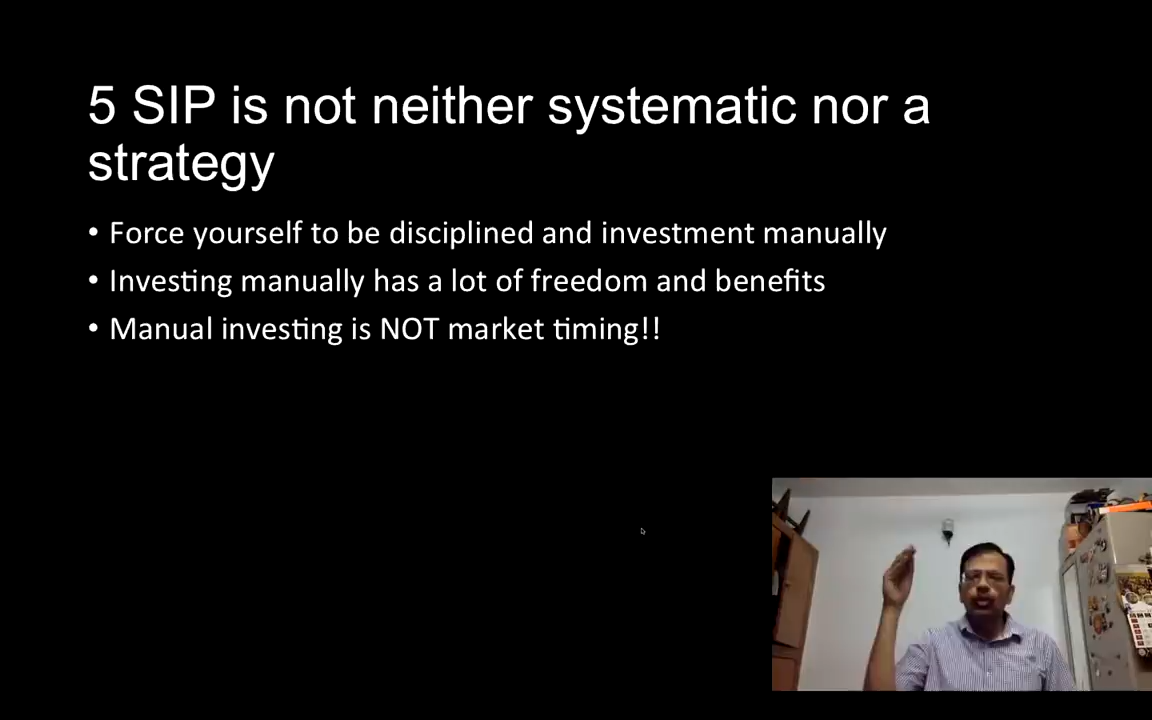 5 SIP is not neither systematic nor a
strategy
• Force yourself to be disciplined and investment manually
• Investing manually has a lot of freedom and benefits
• Manual investing is NOT market timing!!